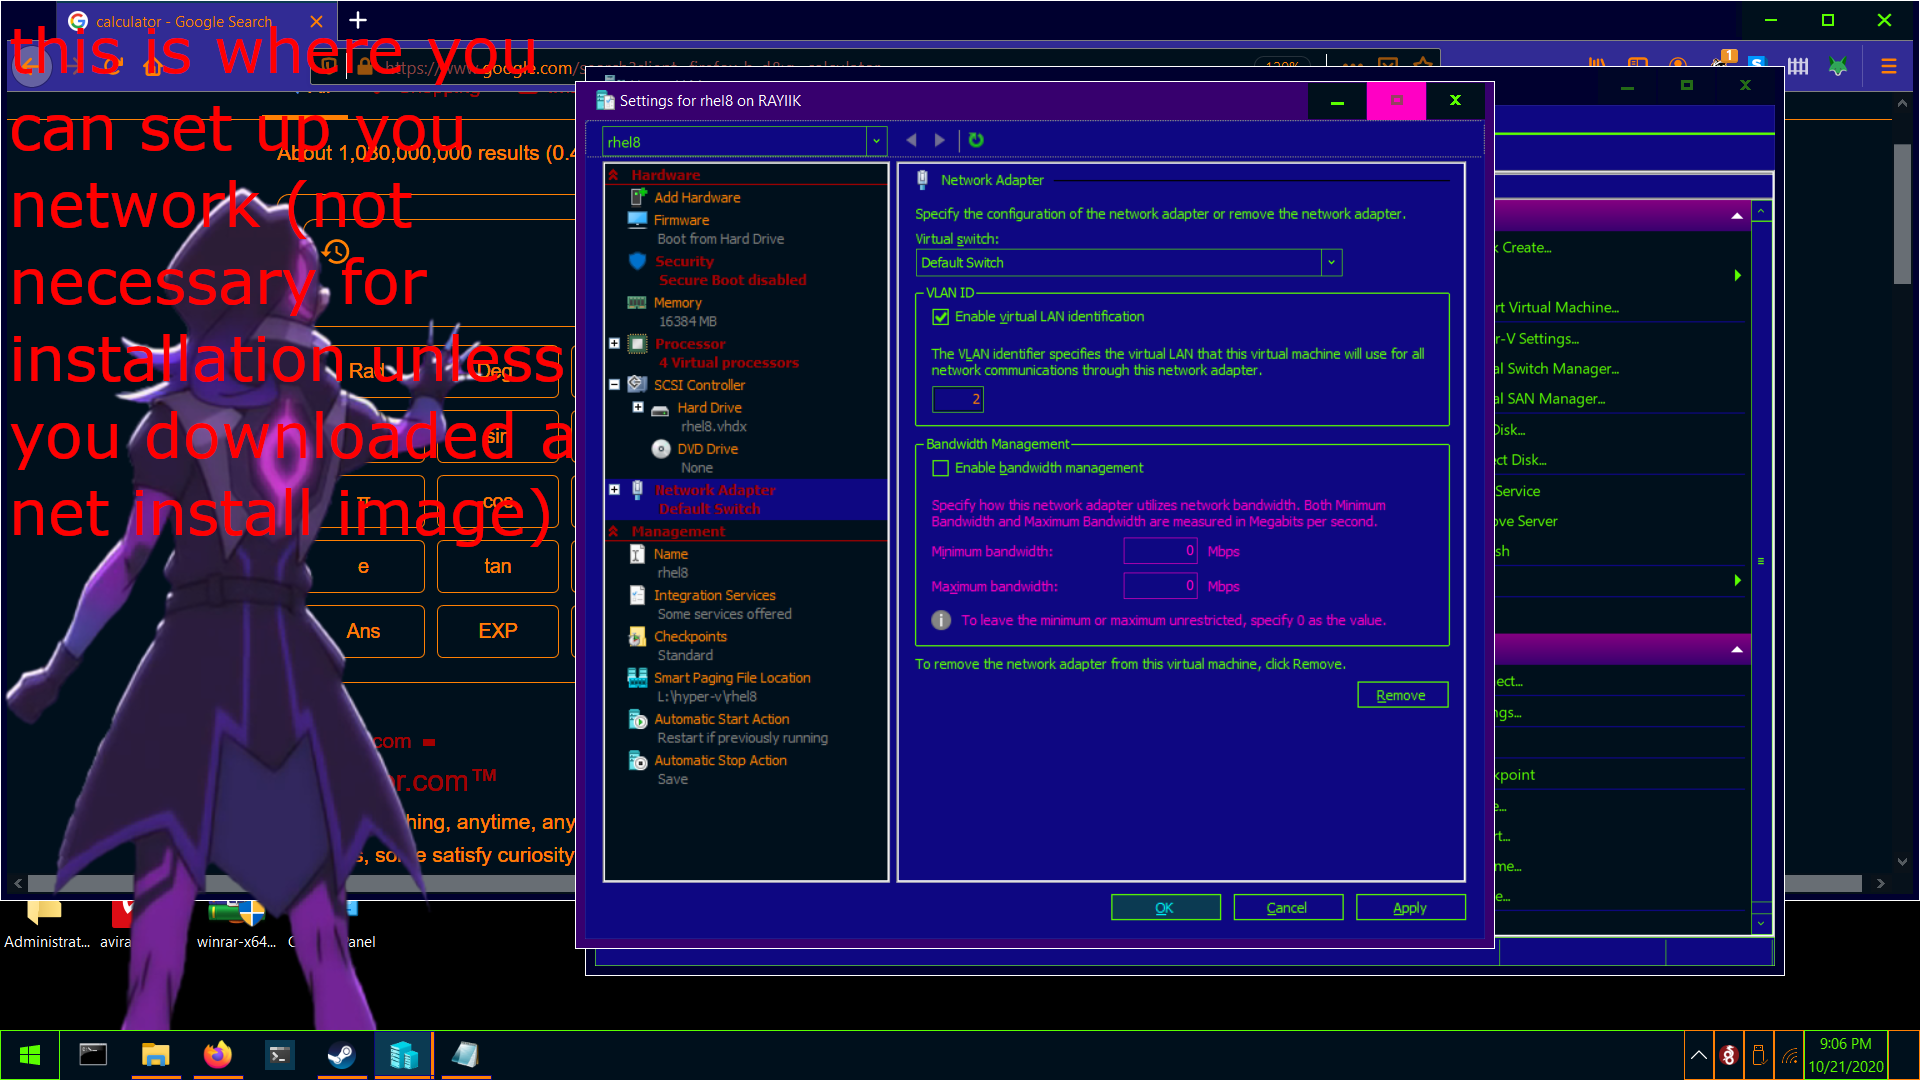 calculator - Google Search
this is where you
can set up you
network (not
necessary for
installation unless
you downloaded a
net install image)
https://www.google.com/search?client=firefox-b-d&q=calculator
120%
1
Shopping
About 1,030,000,000 results (0.4
Rad
Deg
sin
π
cos
e
tan
Ans
EXP
hing, anytime, any
satisfy curiosity
Settings for rhel8 on RAYIIK
rhel8
Hardware
Add Hardware
Firmware
Boot from Hard Drive
Security
Secure Boot disabled
Memory
16384 MB
Processor
4 Virtual processors
SCSI Controller
Hard Drive
rhel8.vhdx
DVD Drive
None
Network Adapter
Default Switch
Management
Name
rhel8
Integration Services
Some services offered
Checkpoints
Standard
Smart Paging File Location
L:\hyper-v\rhel8
Automatic Start Action
Restart if previously running
Automatic Stop Action
Save
Network Adapter
Specify the configuration of the network adapter or remove the network adapter.
Virtual switch:
Default Switch
VLAN ID
Enable virtual LAN identification
The VLAN identifier specifies the virtual LAN that this virtual machine will use for all
network communications through this network adapter.
2
Bandwidth Management
Enable bandwidth management
Specify how this network adapter utilizes network bandwidth. Both Minimum
Bandwidth and Maximum Bandwidth are measured in Megabits per second.
Minimum bandwidth: 0 Mbps
Maximum bandwidth: 0 Mbps
To leave the minimum or maximum unrestricted, specify 0 as the value.
To remove the network adapter from this virtual machine, click Remove.
Remove
OK
Cancel
Apply
k Create...
rt Virtual Machine...
r-V Settings...
al Switch Manager...
al SAN Manager...
Disk...
ct Disk...
Service
ove Server
sh
ect...
ngs...
kpoint
e...
rt...
me...
e...
com
r.com™
Administrat...
avira
winrar-x64...
C
Panel
9:06 PM
10/21/2020